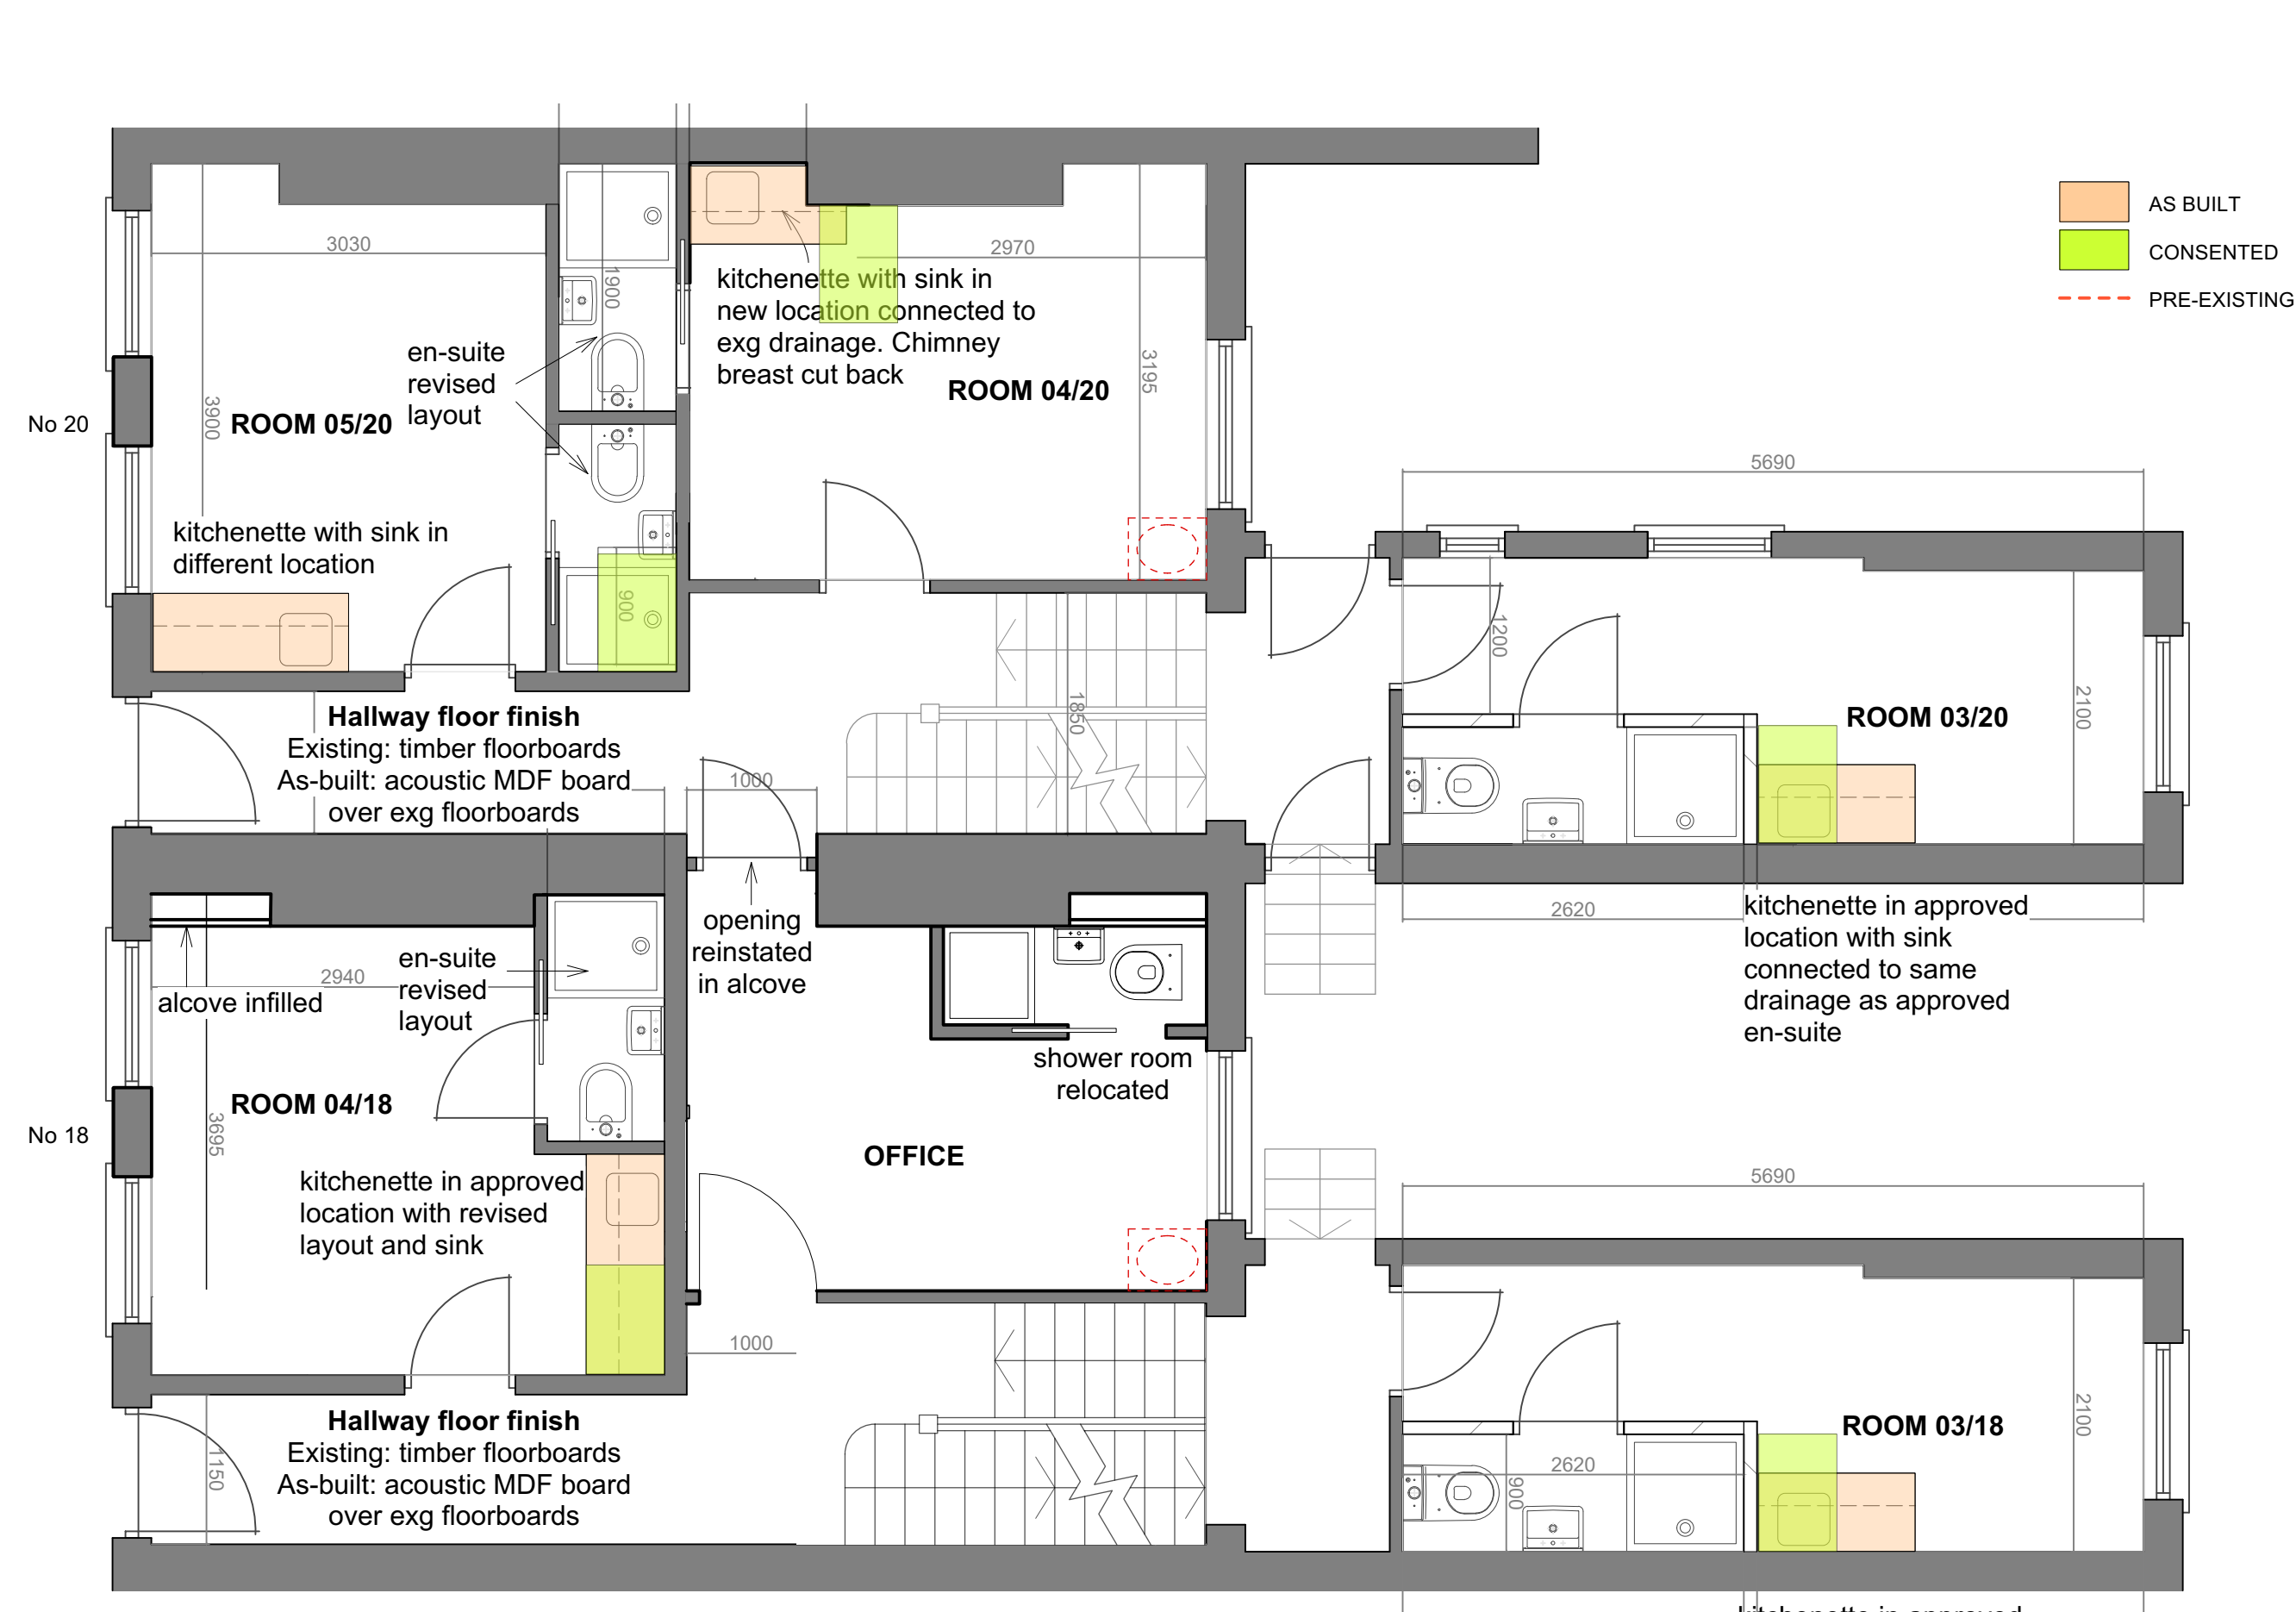 AS BUILT
CONSENTED
PRE-EXISTING
3030
1900
2970
kitchenette with sink in
new location connected to
exg drainage. Chimney
breast cut back
en-suite
revised
layout
3195
ROOM 04/20
No 20
3900
ROOM 05/20
5690
kitchenette with sink in
different location
900
1200
2100
ROOM 03/20
1850
Hallway floor finish
Existing: timber floorboards
As-built: acoustic MDF board
over exg floorboards
1000
opening
reinstated
in alcove
2620
kitchenette in approved
location with sink
connected to same
drainage as approved
en-suite
2940
alcove infilled
en-suite
revised
layout
shower room
relocated
No 18
3695
ROOM 04/18
OFFICE
kitchenette in approved
location with revised
layout and sink
5690
1000
Hallway floor finish
Existing: timber floorboards
As-built: acoustic MDF board
over exg floorboards
1150
2620
900
2100
ROOM 03/18
kitchenette in approved